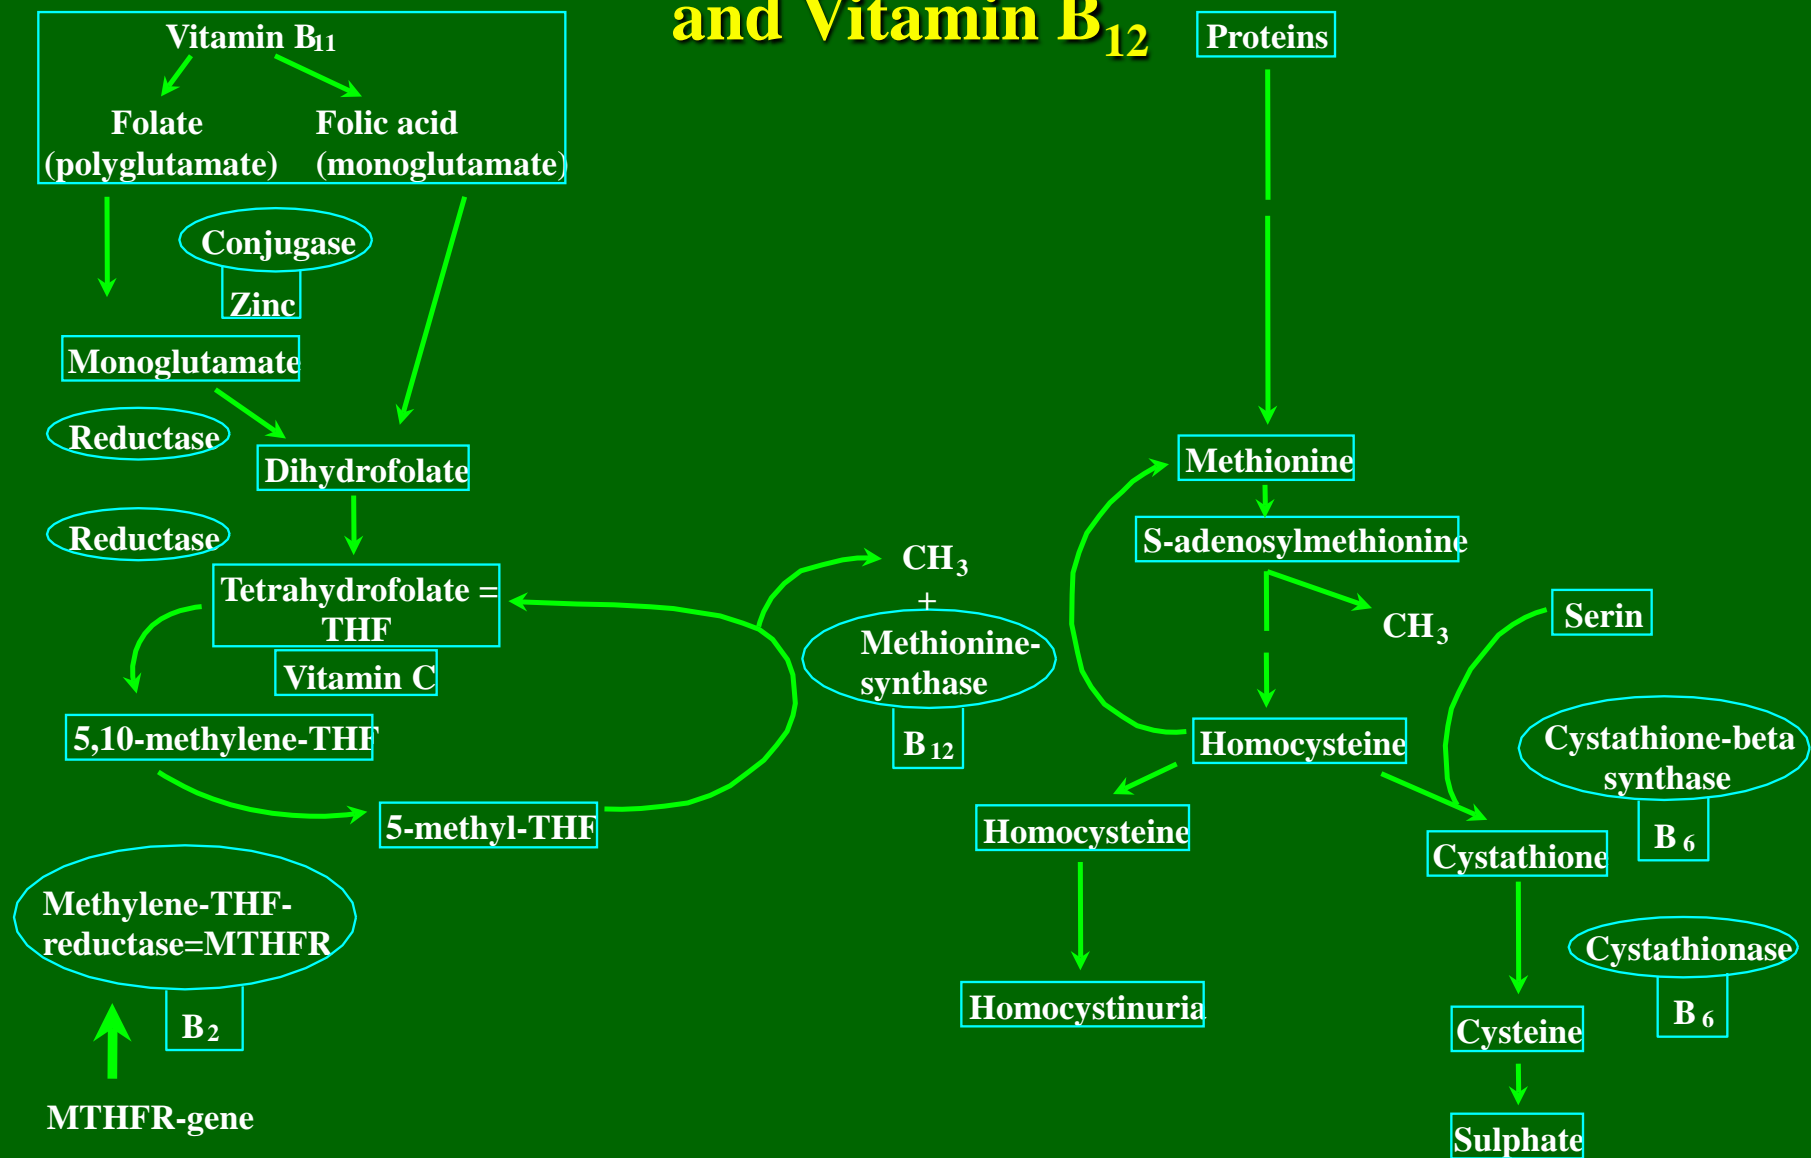 and Vitamin B12
Vitamin B11
Folate
(polyglutamate)
Folic acid
(monoglutamate)
Conjugase
Zinc
Monoglutamate
Reductase
Dihydrofolate
Reductase
Tetrahydrofolate =
THF
Vitamin C
5,10-methylene-THF
5-methyl-THF
Methylene-THF-
reductase=MTHFR
B2
MTHFR-gene
CH3
+
Methionine-
synthase
B12
Proteins
Methionine
S-adenosylmethionine
CH3
Serin
Homocysteine
Cystathione-beta
synthase
B6
Homocysteine
Cystathione
Homocystinuria
Cystathionase
B6
Cysteine
Sulphate